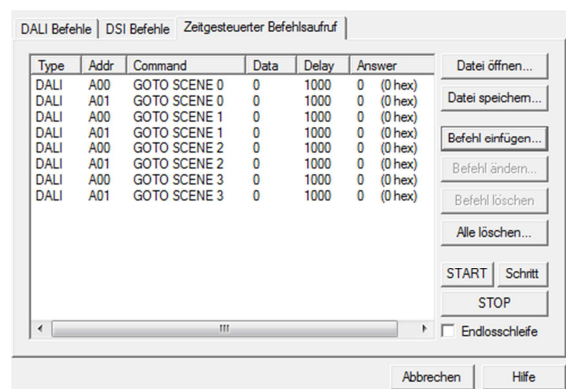 DALI Befehle DSI Befehle Zeitgesteuerter Befehlsaufruf
Type Addr Command Data Delay Answer
DALI A00 GOTO SCENE 0 0 1000 0 (0 hex)
DALI A01 GOTO SCENE 0 0 1000 0 (0 hex)
DALI A00 GOTO SCENE 1 0 1000 0 (0 hex)
DALI A01 GOTO SCENE 1 0 1000 0 (0 hex)
DALI A00 GOTO SCENE 2 0 1000 0 (0 hex)
DALI A01 GOTO SCENE 2 0 1000 0 (0 hex)
DALI A00 GOTO SCENE 3 0 1000 0 (0 hex)
DALI A01 GOTO SCENE 3 0 1000 0 (0 hex)
Datei öffnen...
Datei speichern...
Befehl einfügen...
Befehl ändern...
Befehl löschen
Alle löschen...
START Schritt
STOP
Endlosschleife
Abbrechen Hilfe